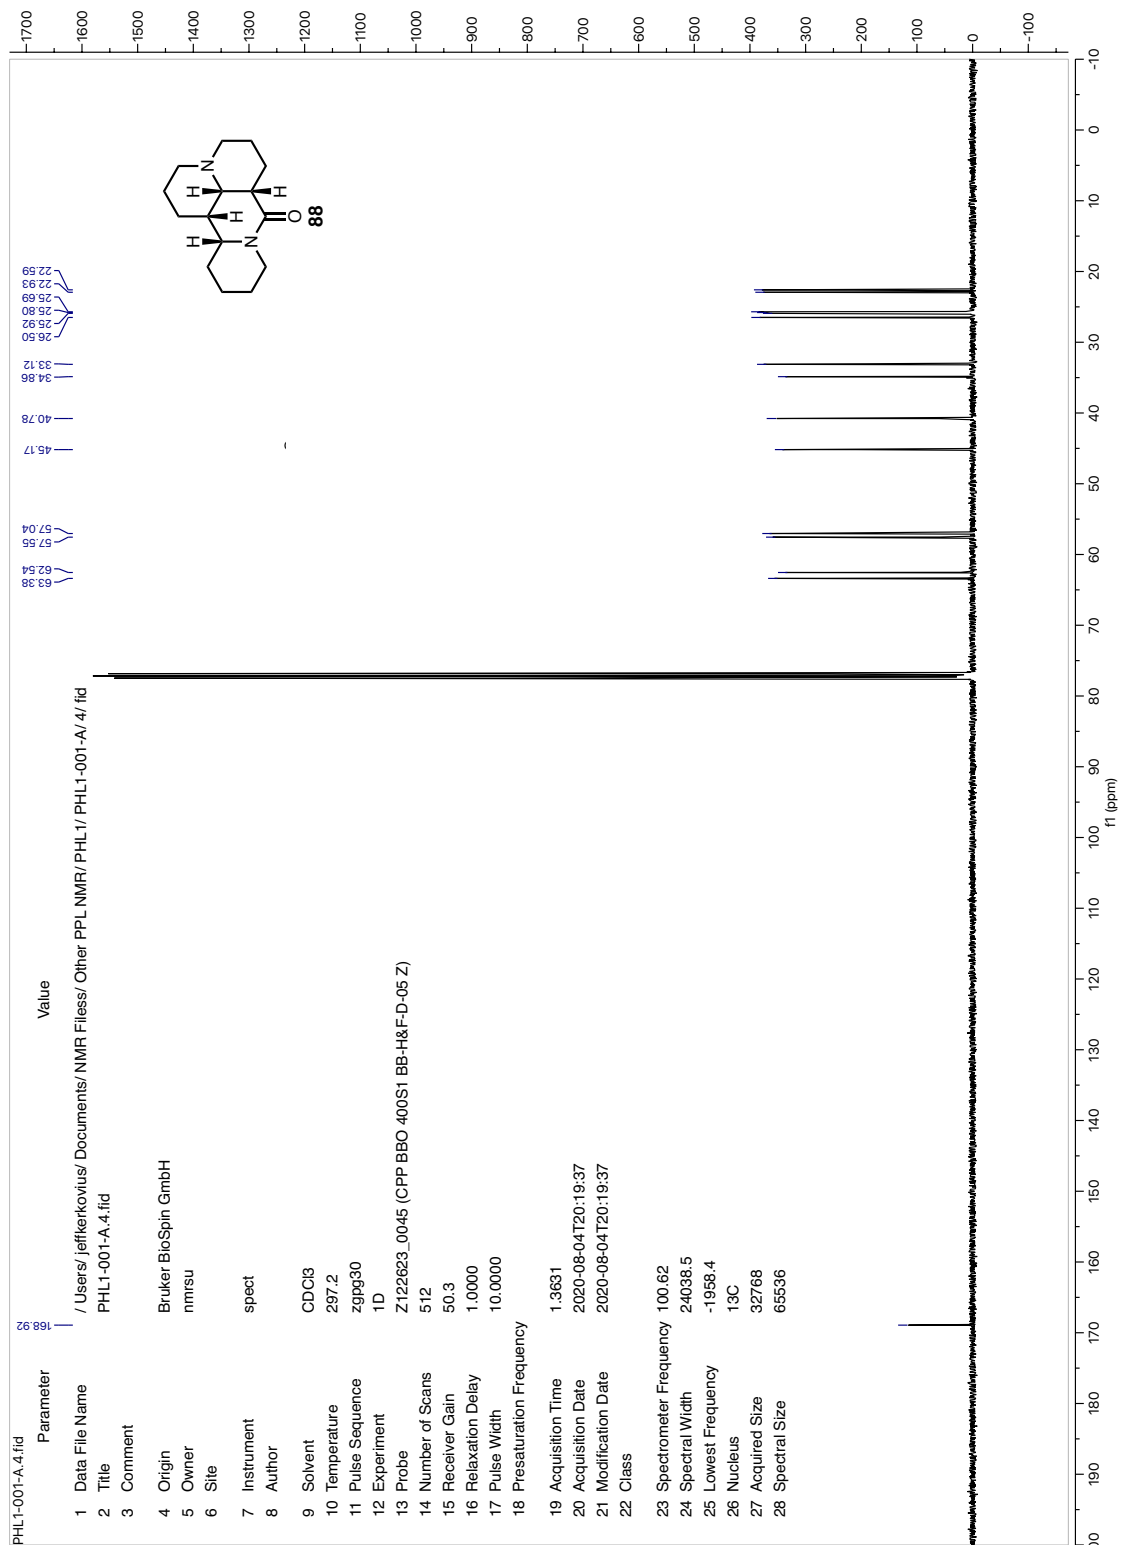 PHL1-001-A.4.fid
Parameter Value
1 Data File Name / Users/ jeffkerkovius/ Documents/ NMR Filess/ Other PPL NMR/ PHL1/ PHL1-001-A/ 4/ fid
2 Title PHL1-001-A.4.fid
3 Comment
4 Origin Bruker BioSpin GmbH
5 Owner nmrsu
6 Site
7 Instrument spect
8 Author
9 Solvent CDCl3
10 Temperature 297.2
11 Pulse Sequence zgpg30
12 Experiment 1D
13 Probe Z122623_0045 (CPP BBO 400S1 BB-H&F-D-05 Z)
14 Number of Scans 512
15 Receiver Gain 50.3
16 Relaxation Delay 1.0000
17 Pulse Width 10.0000
18 Presaturation Frequency
19 Acquisition Time 1.3631
20 Acquisition Date 2020-08-04T20:19:37
21 Modification Date 2020-08-04T20:19:37
22 Class
23 Spectrometer Frequency 100.62
24 Spectral Width 24038.5
25 Lowest Frequency -1958.4
26 Nucleus 13C
27 Acquired Size 32768
28 Spectral Size 65536
168.92
63.38
62.54
57.55
57.04
45.17
40.78
34.86
33.12
26.50
25.92
25.80
25.69
22.93
22.59
H
H
N
H
H
N
O
88
1700
1600
1500
1400
1300
1200
1100
1000
900
800
700
600
500
400
300
200
100
0
-100
00 190 180 170 160 150 140 130 120 110 100 90 80 70 60 50 40 30 20 10 0 -10
f1 (ppm)